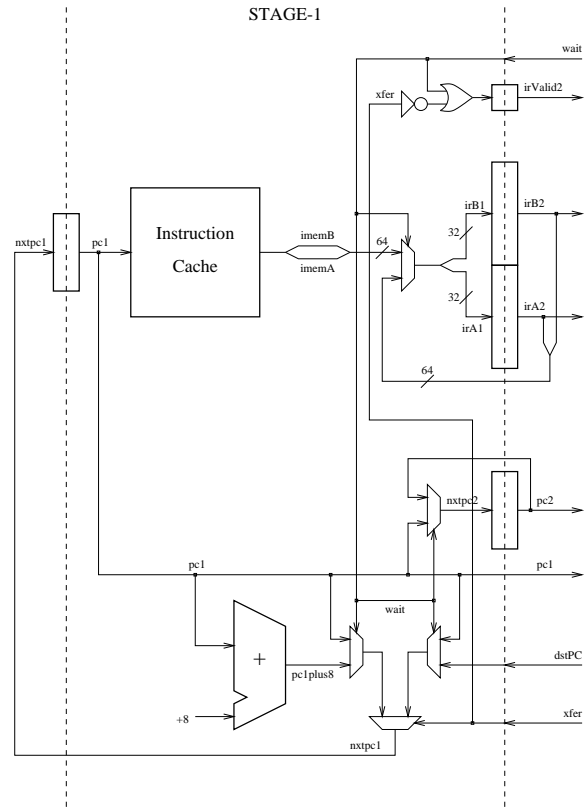 STAGE-1
wait
xfer
irValid2
irB1
irB2
nxtpc1
pc1
Instruction
Cache
imemB
imemA
64
32
32
irA1
irA2
64
nxtpc2
pc2
pc1
pc1
wait
+
pc1plus8
dstPC
+8
xfer
nxtpc1